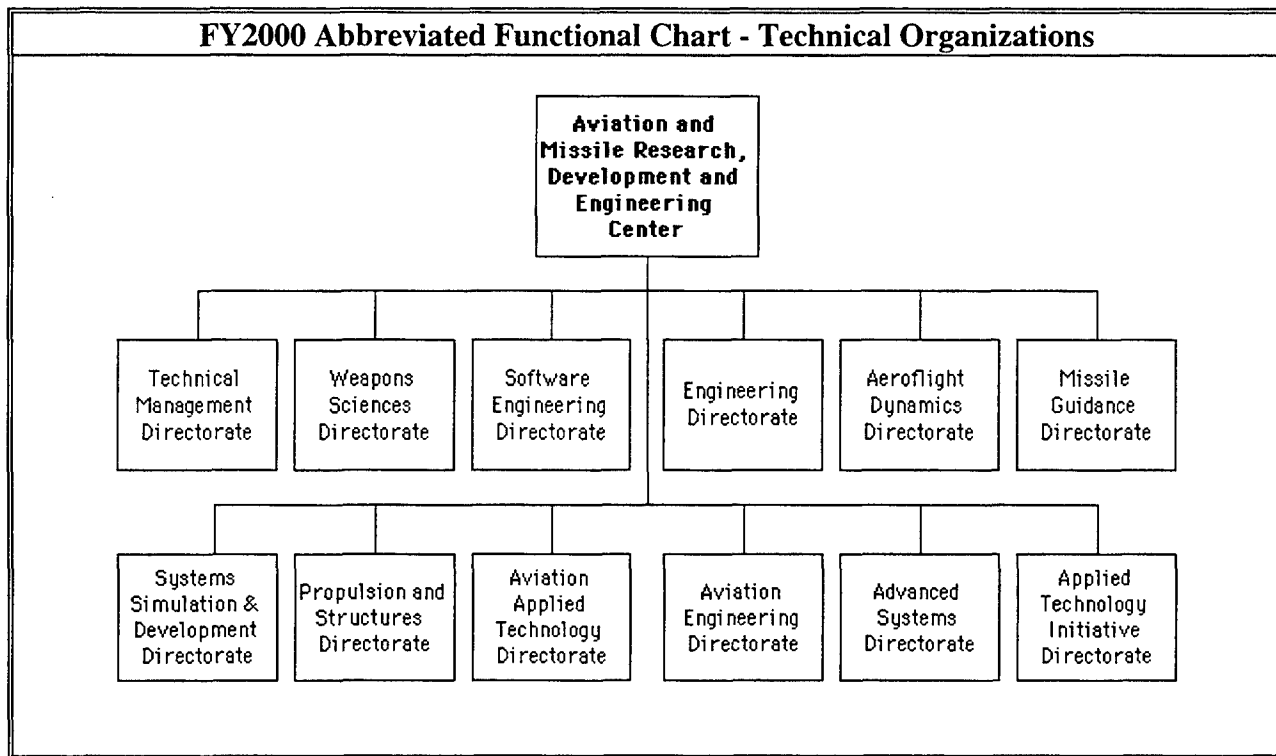 FY2000 Abbreviated Functional Chart - Technical Organizations
Aviation and
Missile Research,
Development and
Engineering
Center
Technical
Management
Directorate
Weapons
Sciences
Directorate
Software
Engineering
Directorate
Engineering
Directorate
Aeroflight
Dynamics
Directorate
Missile
Guidance
Directorate
Systems
Simulation &
Development
Directorate
Propulsion and
Structures
Directorate
Aviation
Applied
Technology
Directorate
Aviation
Engineering
Directorate
Advanced
Systems
Directorate
Applied
Technology
Initiative
Directorate